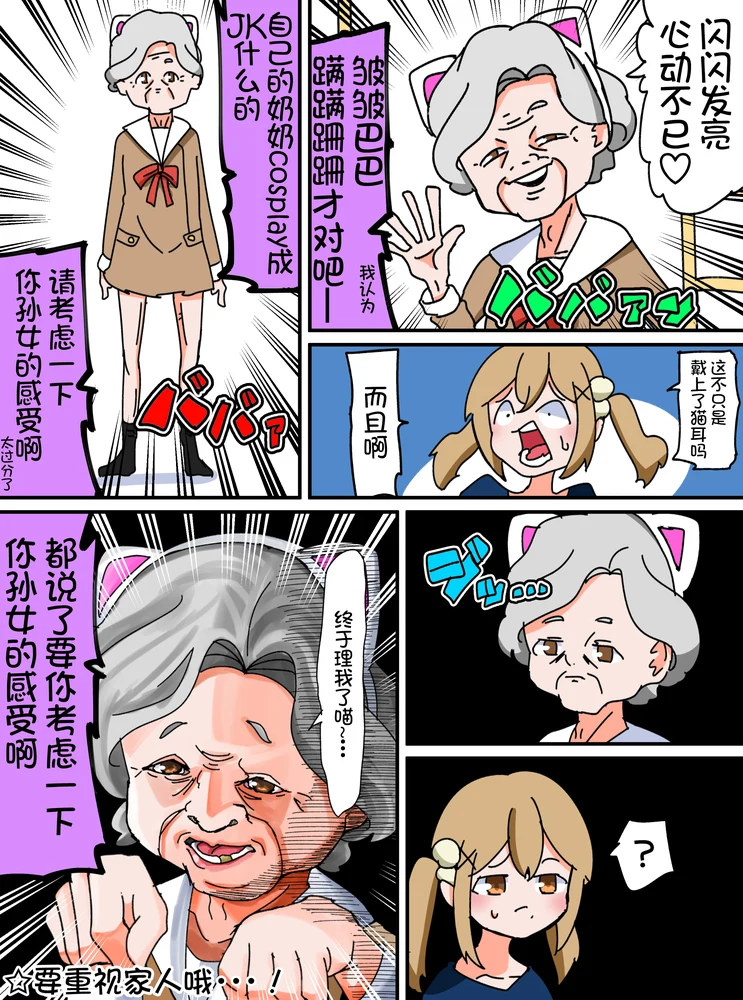 闪闪发亮
心动不已♡
皱皱巴巴
蹒蹒跚跚才对吧ー
我认为
ババァン
自己的奶奶cosplay成
JK什么的
请考虑一下
你孙女的感受啊
太过分了
ババァ
这不只是
戴上了猫耳吗
而且啊
ジッ…
?
终于理我了喵~……
都说了要你考虑一下
你孙女的感受啊
☆要重视家人哦・・・!